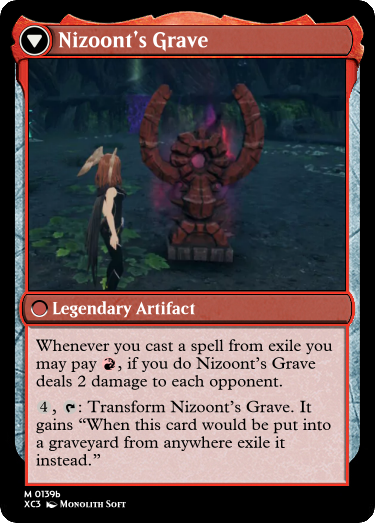 Nizoont's Grave
Legendary Artifact
Whenever you cast a spell from exile you
may pay R, if you do Nizoont's Grave
deals 2 damage to each opponent.
4, T: Transform Nizoont's Grave. It
gains “When this card would be put into
a graveyard from anywhere exile it
instead.”
M 0139b
XC3 Monolith Soft